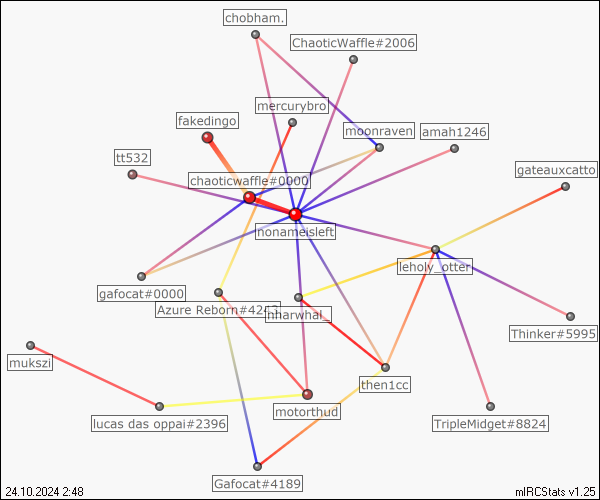 chobham.
ChaoticWaffle#2006
mercurybro
fakedingo
moonraven
amah1246
tt532
gateauxcatto
chaoticwaffle#0000
nonameisleft
leholy_otter
gafocat#0000
Azure Reborn#42
nharwhal_
Thinker#5995
mukszi
then1cc
motorthud
lucas das oppai#2396
TripleMidget#8824
Gafocat#4189
24.10.2024 2:48
mIRCStats v1.25